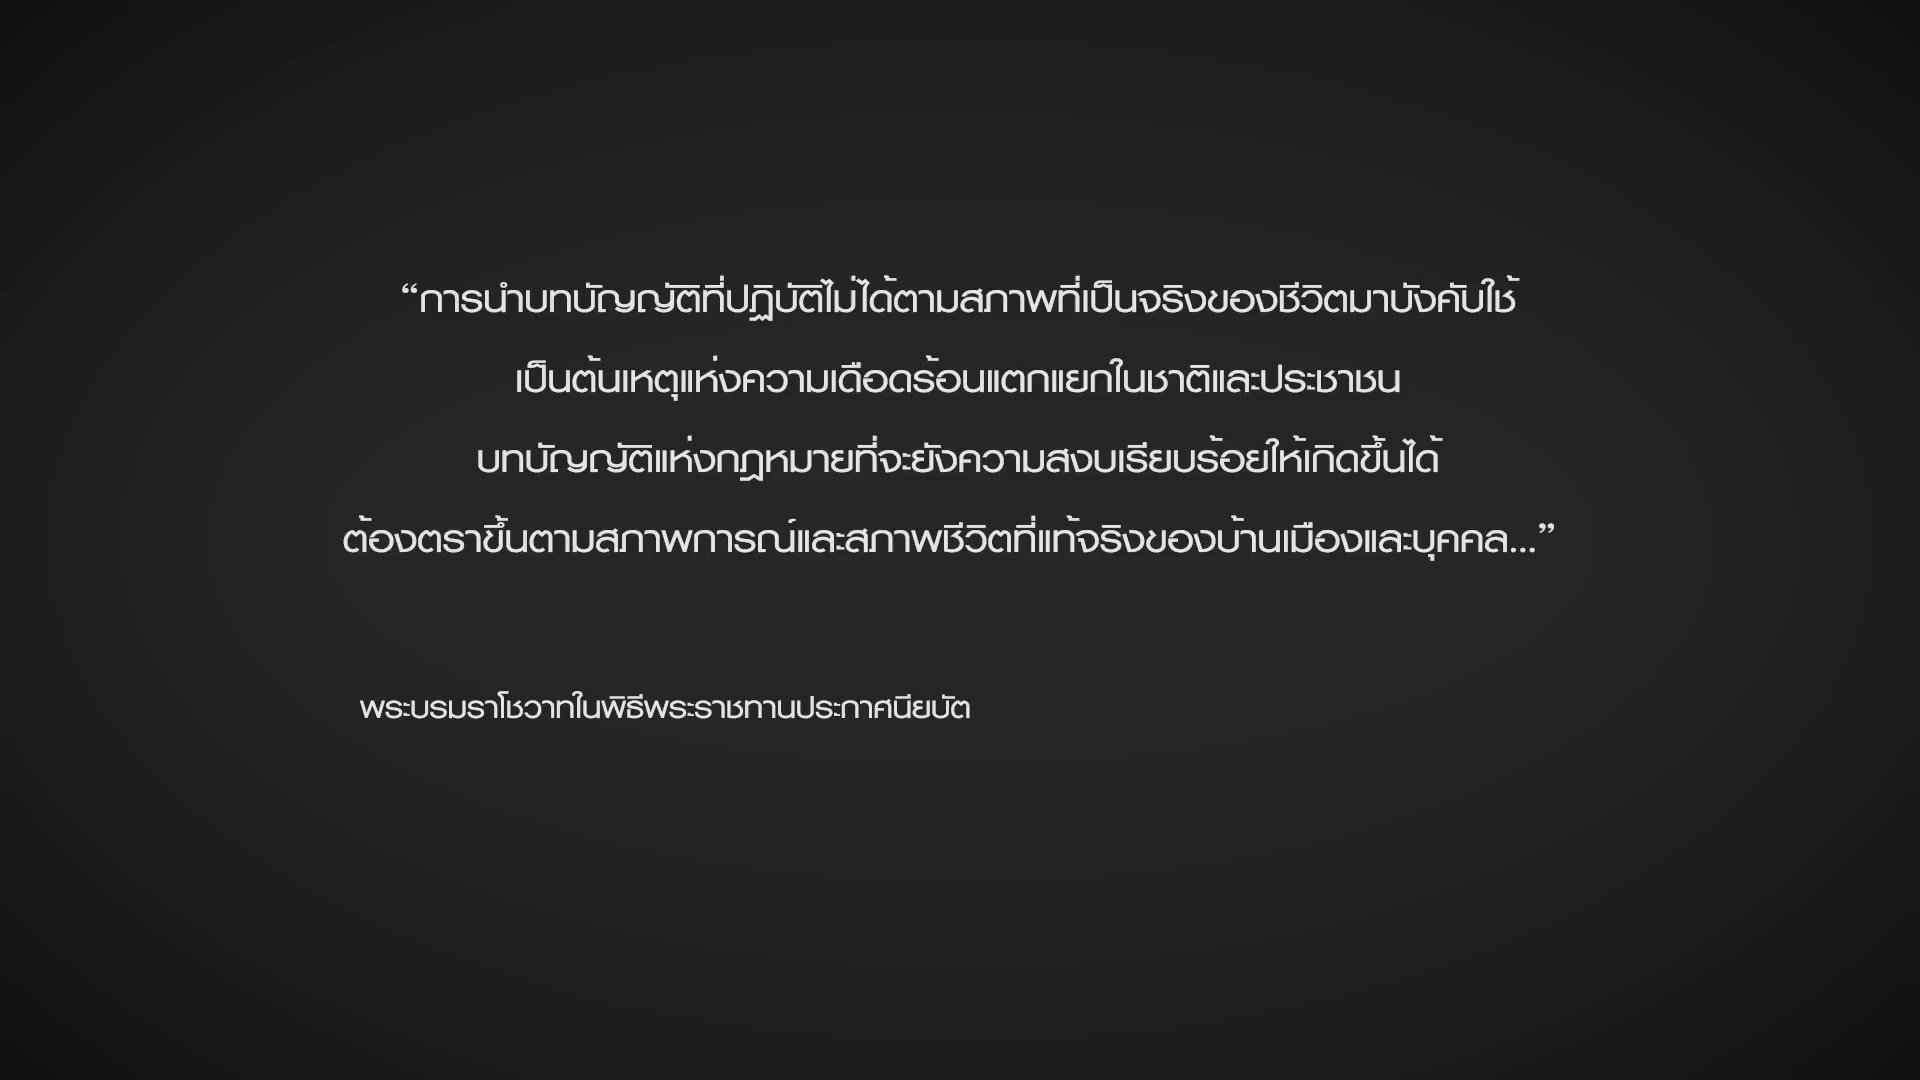 “การนำบทบัญญัติที่ปฏิบัติไม่ได้ตามสภาพที่เป็นจริงของชีวิตมาบังคับใช้
เป็นต้นเหตุแห่งความเดือดร้อนแตกแยกในชาติและประชาชน
บทบัญญัติแห่งกฎหมายที่จะยังความสงบเรียบร้อยให้เกิดขึ้นได้
ต้องตราขึ้นตามสภาพการณ์และสภาพชีวิตที่แท้จริงของบ้านเมืองและบุคคล...”
พระบรมราโชวาทในพิธีพระราชทานประกาศนียบัต